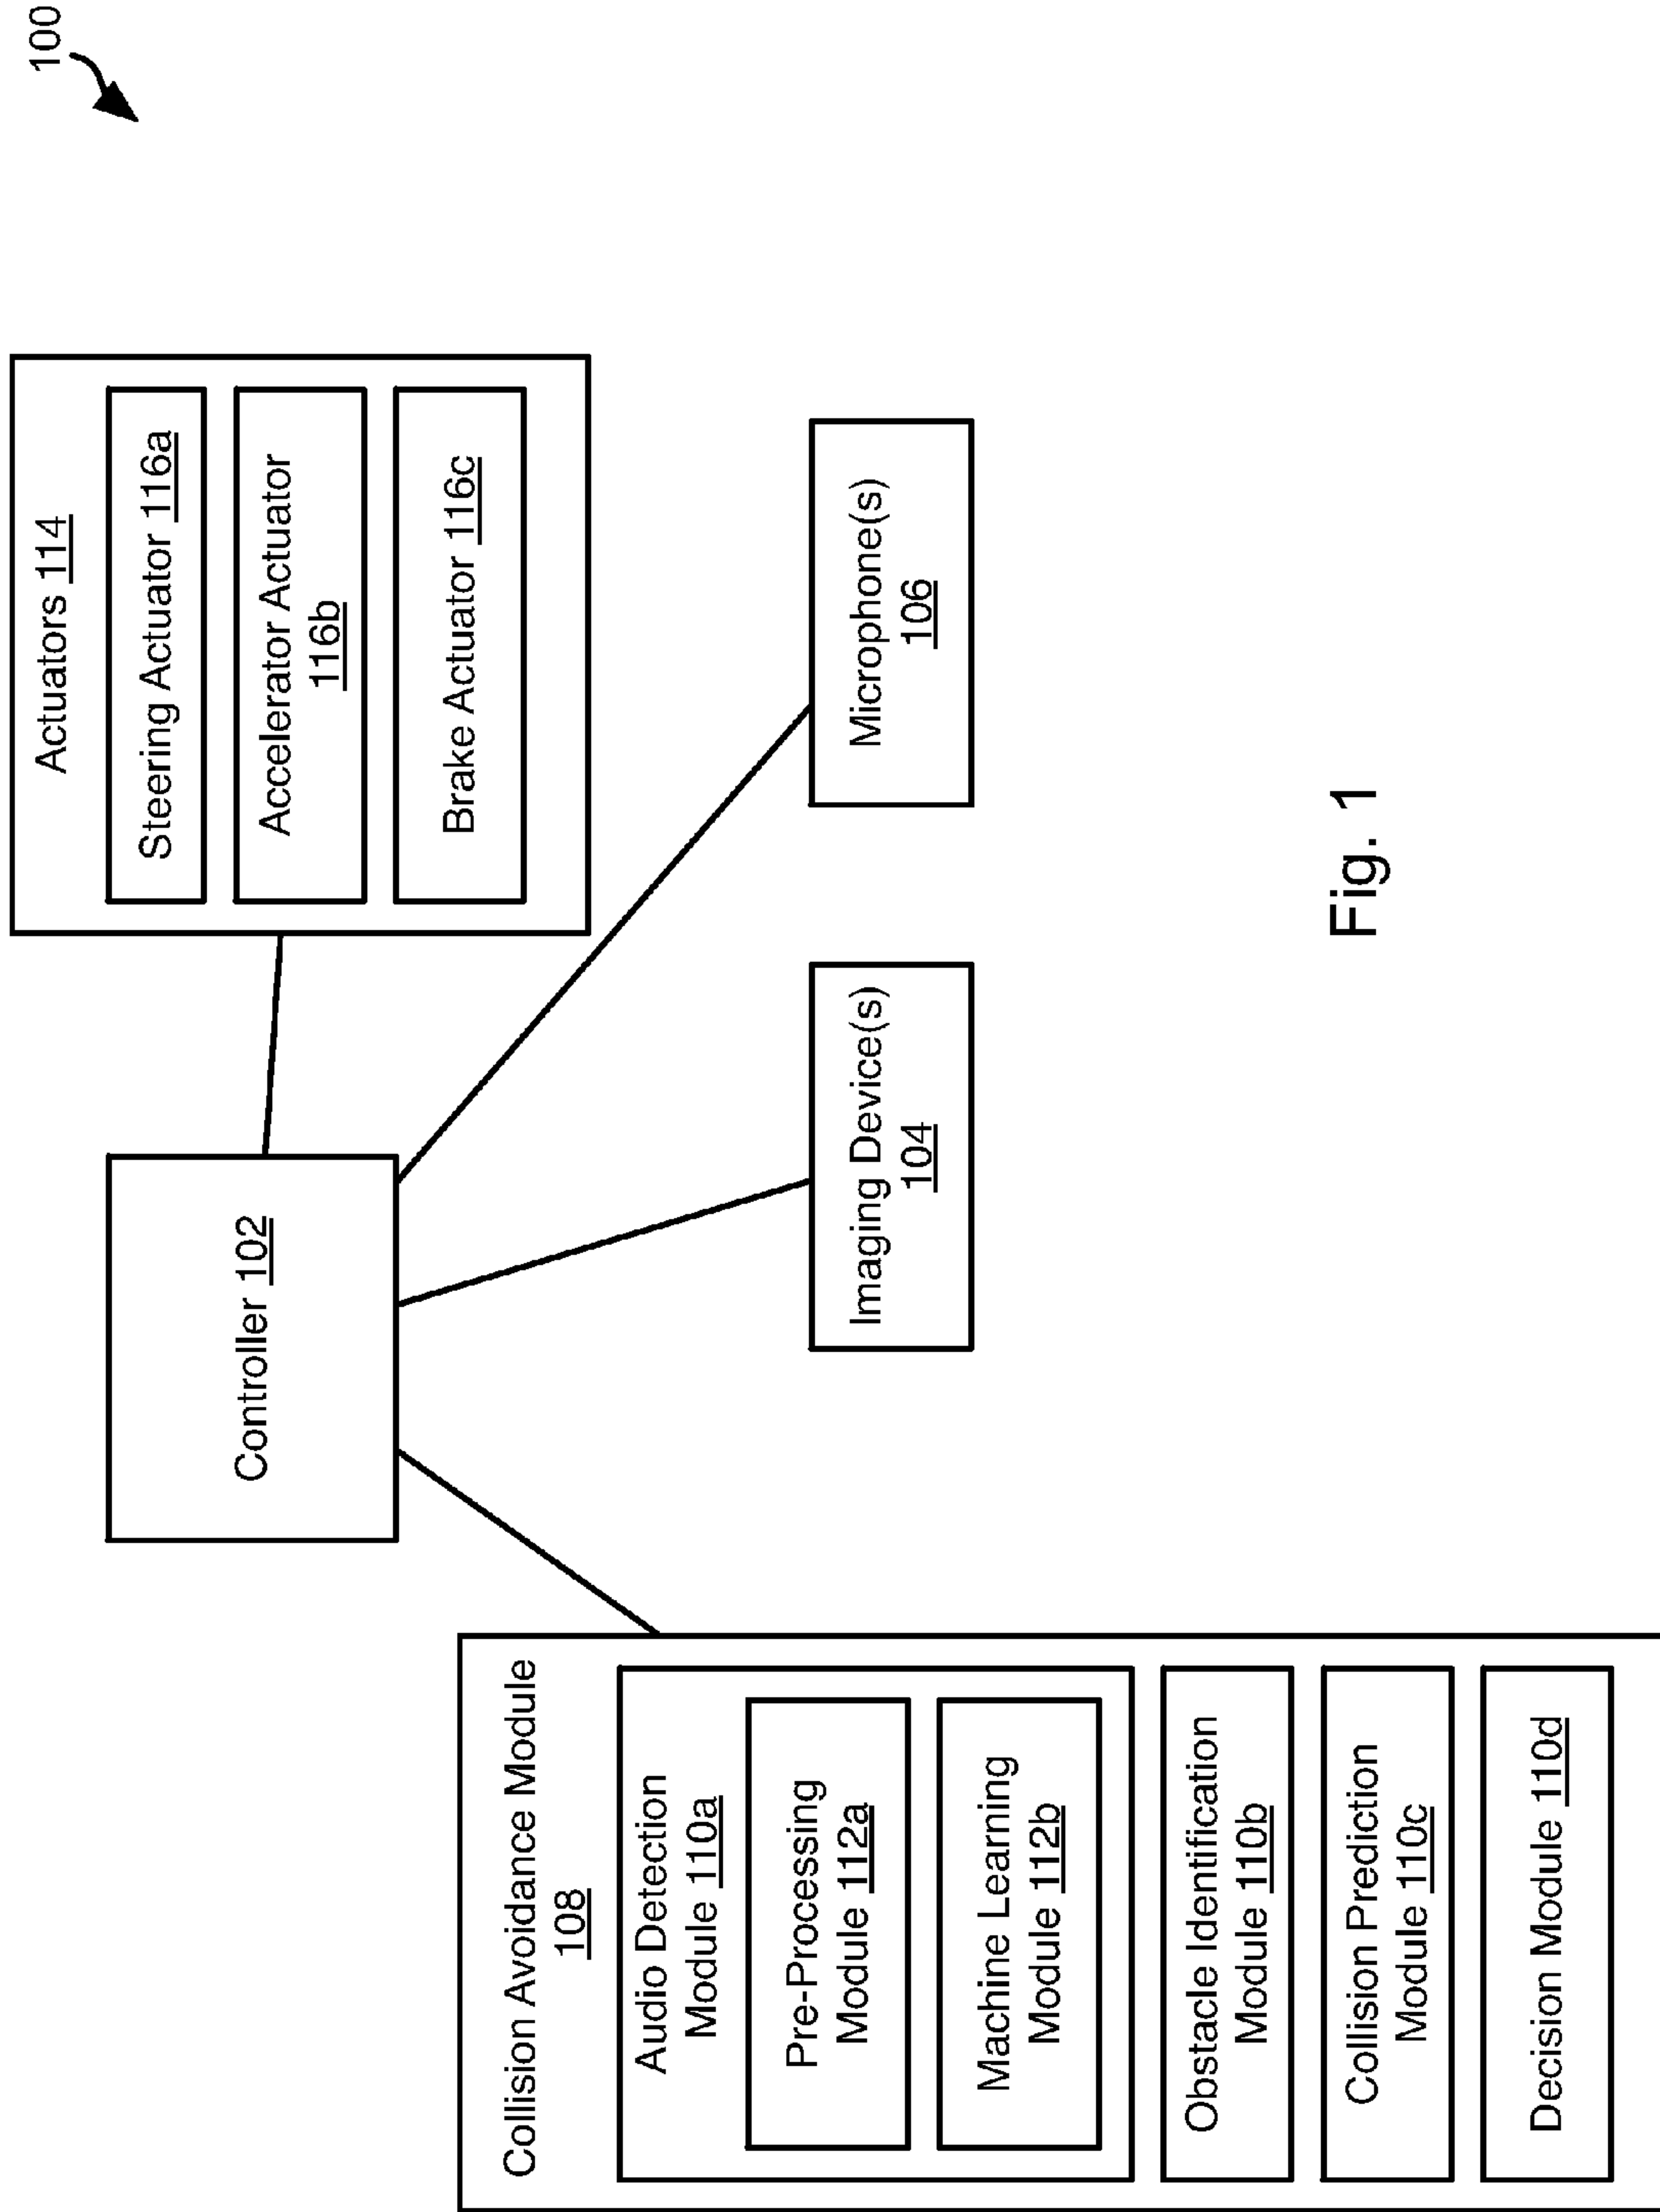 100
Controller 102
Collision Avoidance Module
108
Audio Detection
Module 110a
Pre-Processing
Module 112a
Machine Learning
Module 112b
Obstacle Identification
Module 110b
Collision Prediction
Module 110c
Decision Module 110d
Actuators 114
Steering Actuator 116a
Accelerator Actuator
116b
Brake Actuator 116c
Imaging Device(s)
104
Microphone(s)
106
Fig. 1